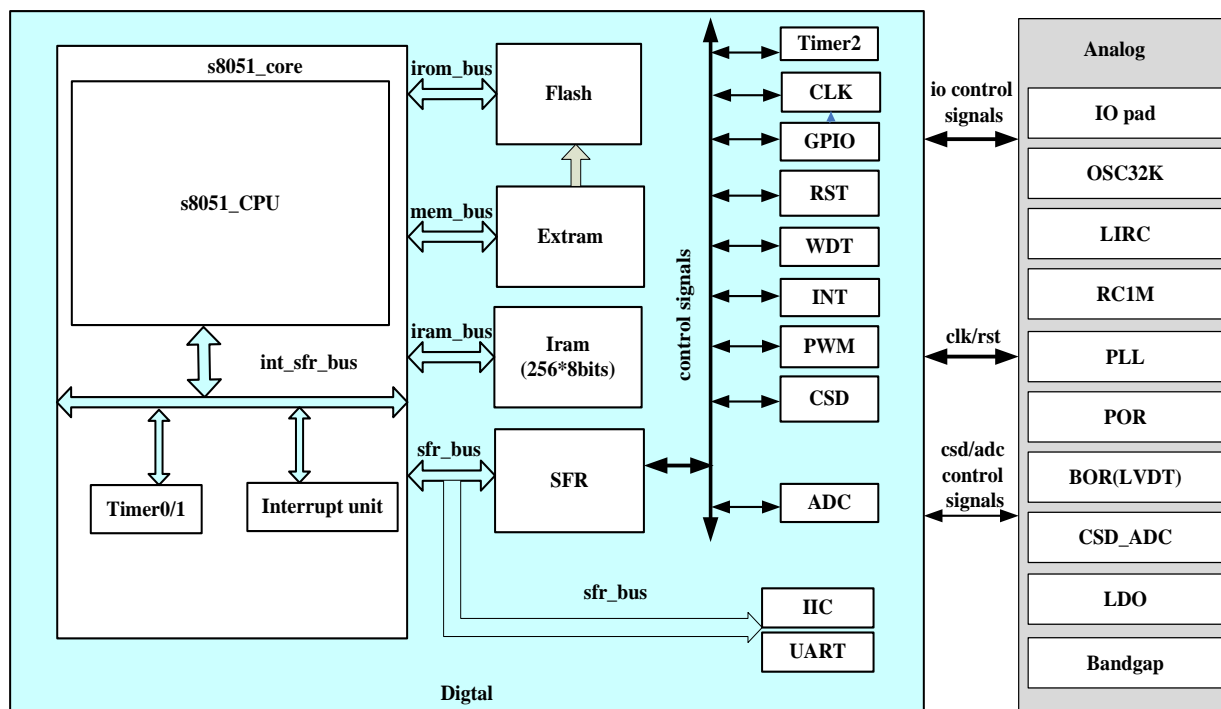 s8051_core
s8051_CPU
int_sfr_bus
Timer0/1
Interrupt unit
irom_bus
mem_bus
iram_bus
sfr_bus
Flash
Extram
Iram
(256*8bits)
SFR
sfr_bus
control signals
Timer2
CLK
GPIO
RST
WDT
INT
PWM
CSD
ADC
IIC
UART
Digtal
io control
signals
clk/rst
csd/adc
control
signals
Analog
IO pad
OSC32K
LIRC
RC1M
PLL
POR
BOR(LVDT)
CSD_ADC
LDO
Bandgap